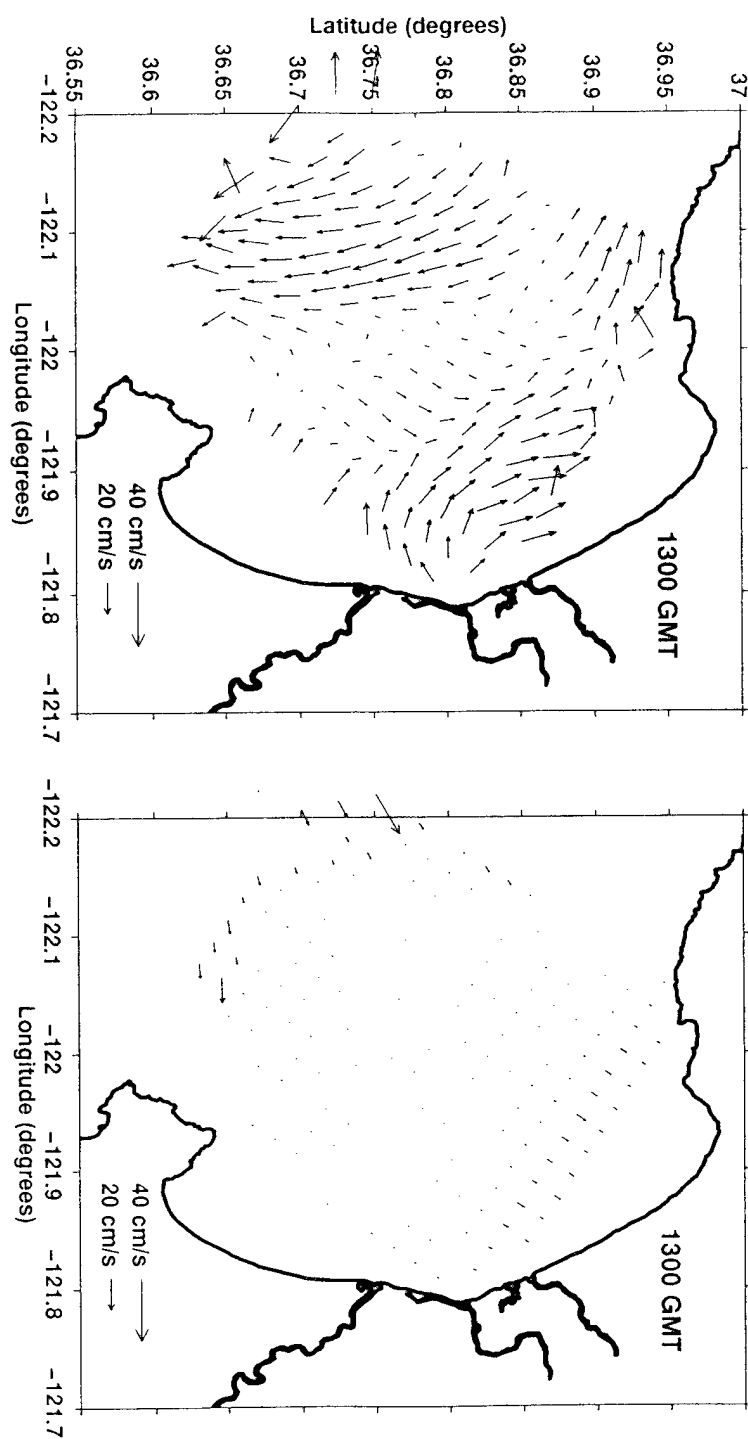 Latitude (degrees)
37
36.95
36.9
36.85
36.8
36.75
36.7
36.65
36.6
36.55
1300 GMT
40 cm/s
20 cm/s
−122.2 −122.1 −122 −121.9 −121.8 −121.7
Longitude (degrees)
1300 GMT
40 cm/s
20 cm/s
−122.2 −122.1 −122 −121.9 −121.8 −121.7
Longitude (degrees)